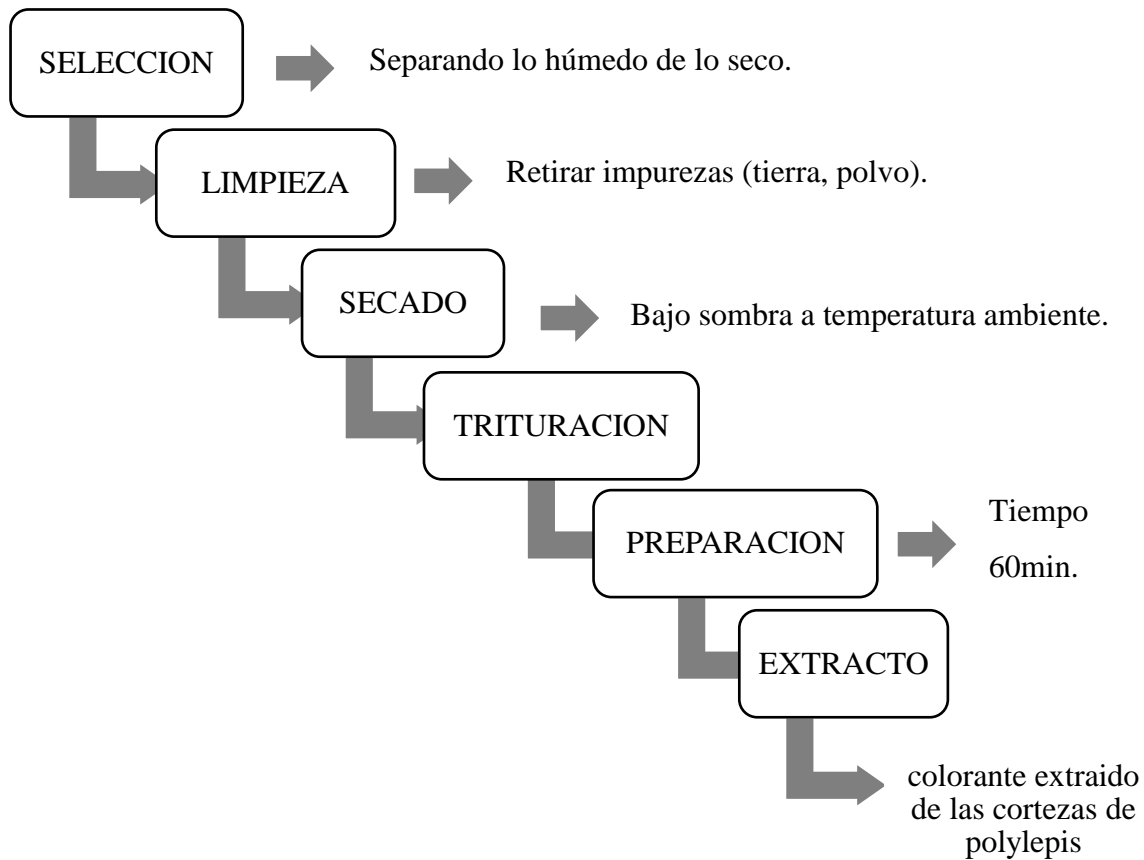 SELECCION
Separando lo húmedo de lo seco.
LIMPIEZA
Retirar impurezas (tierra, polvo).
SECADO
Bajo sombra a temperatura ambiente.
TRITURACION
PREPARACION
Tiempo
60min.
EXTRACTO
colorante extraido
de las cortezas de
polylepis